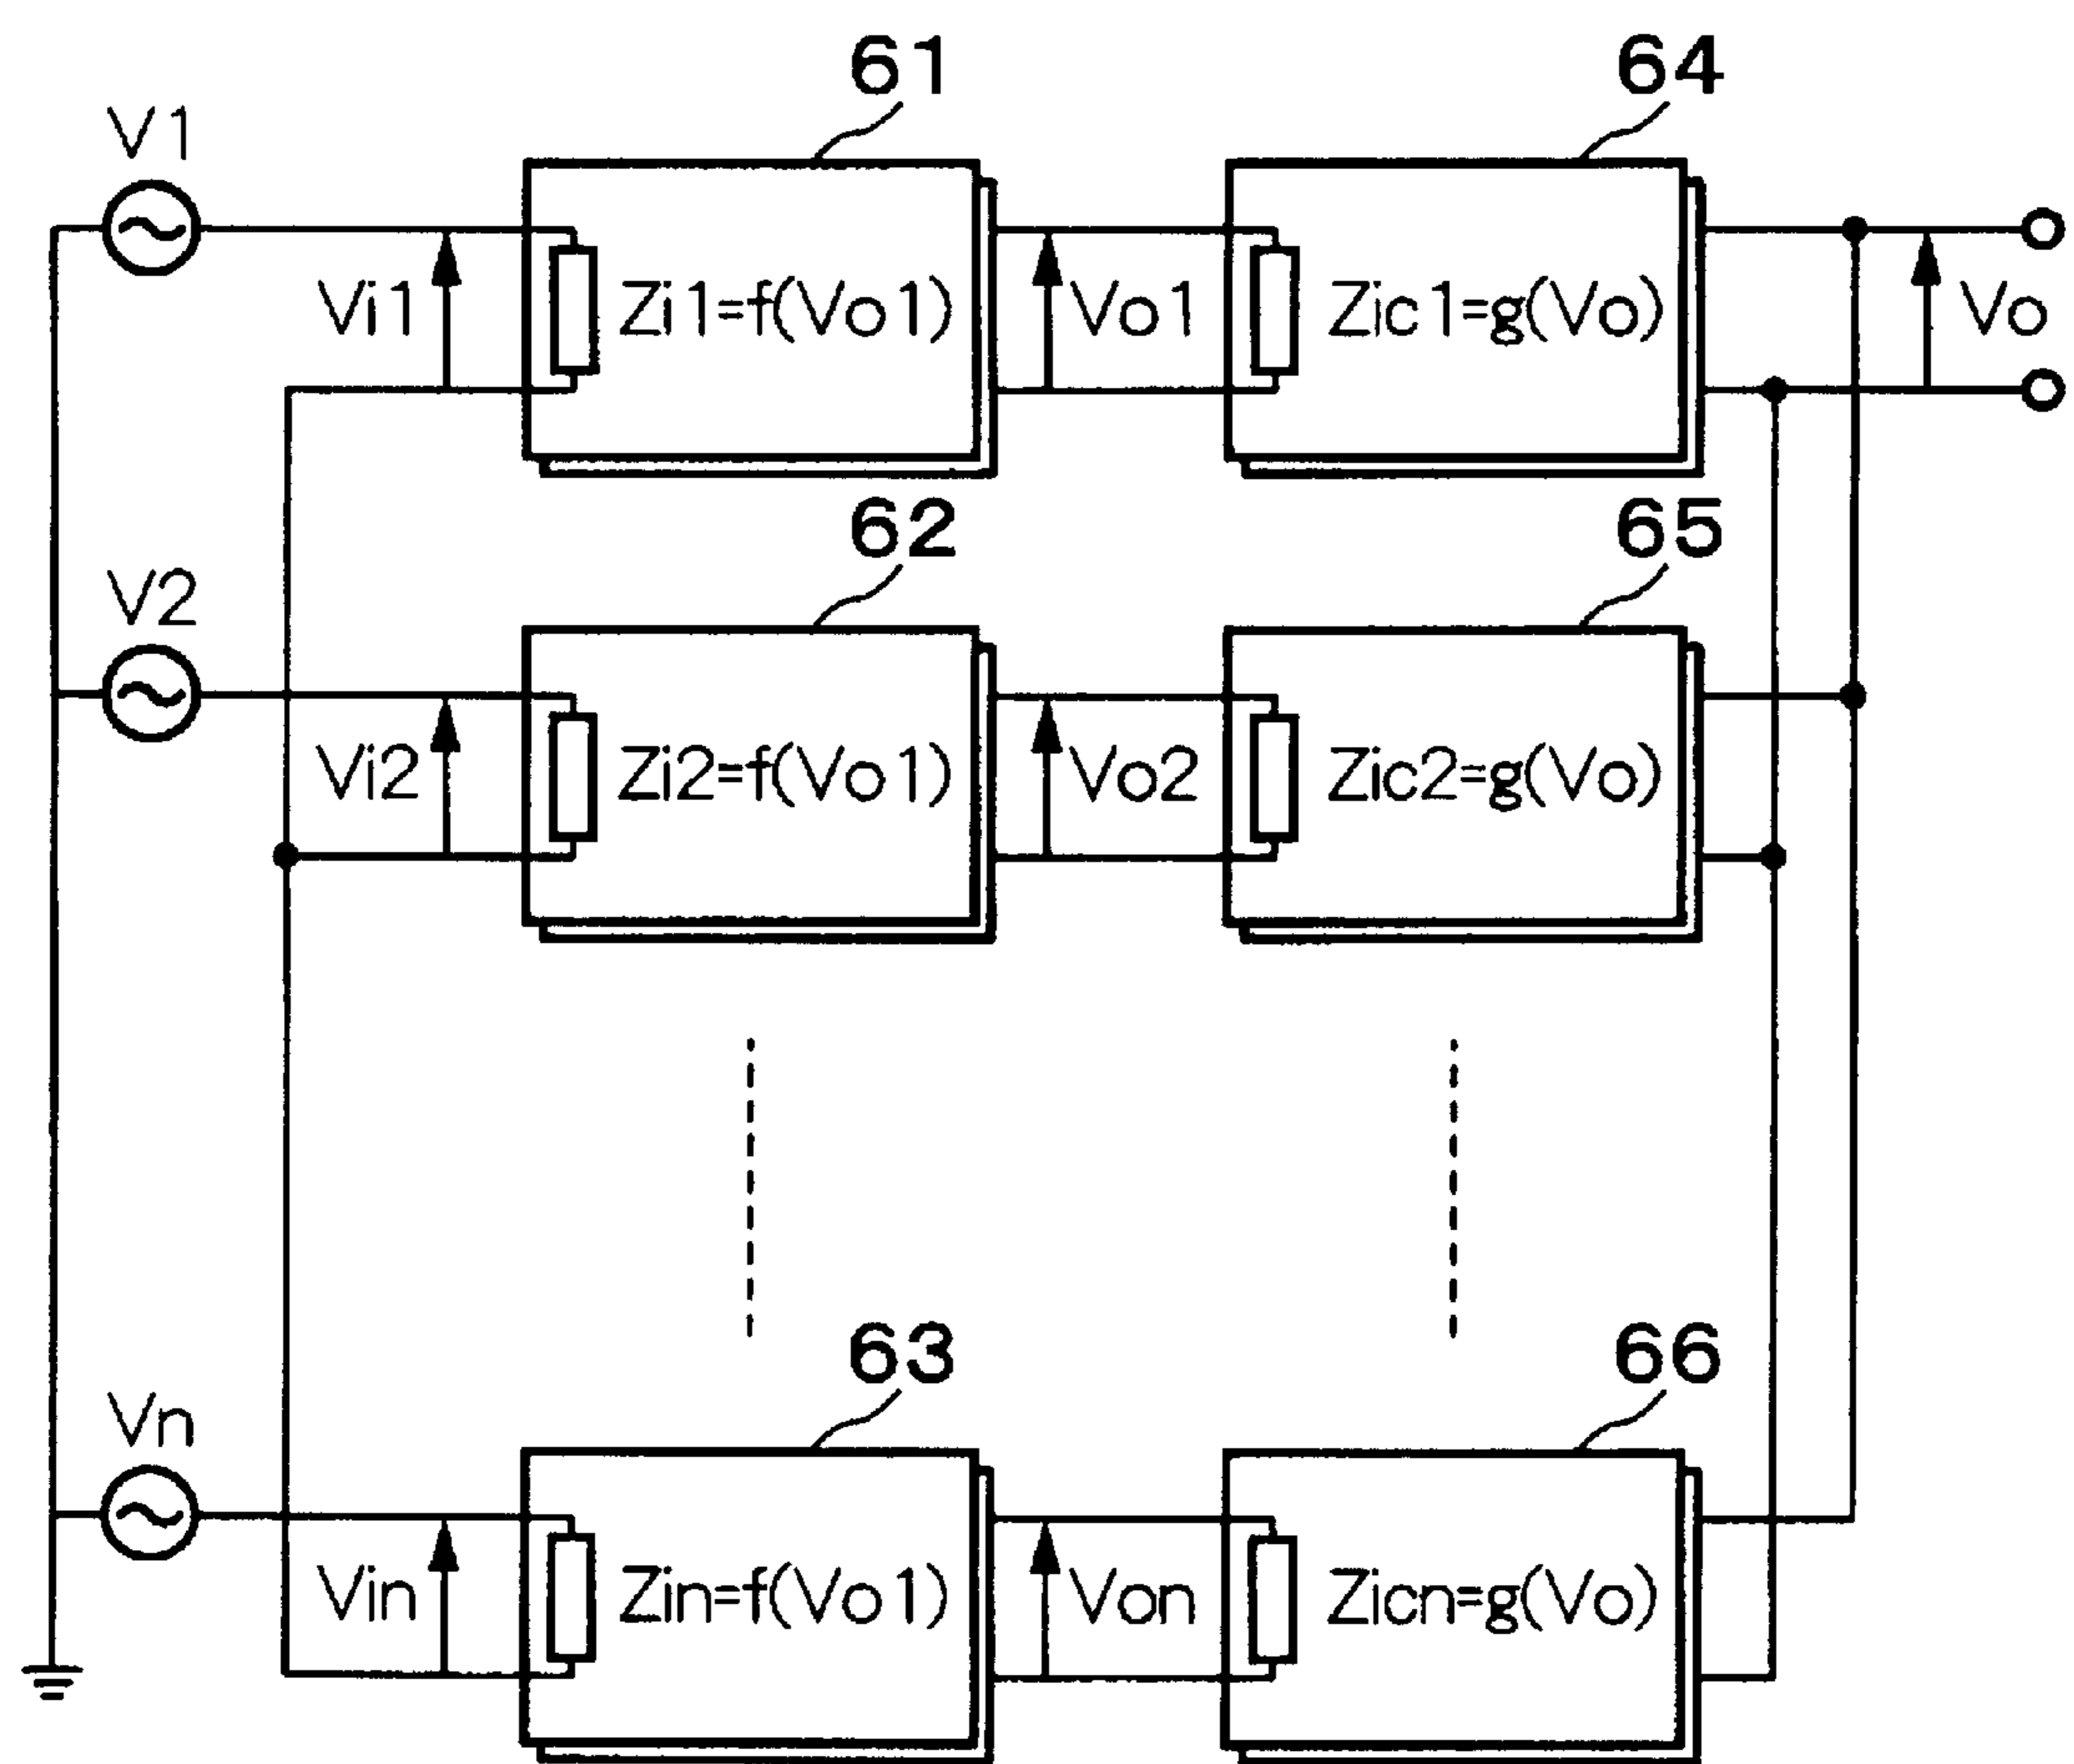 61
64
V1
Vi1
Zi1=f(Vo1)
Vo1
Zic1=g(Vo)
Vo
62
65
V2
Vi2
Zi2=f(Vo1)
Vo2
Zic2=g(Vo)
63
66
Vn
Vin
Zin=f(Vo1)
Von
Zicn=g(Vo)